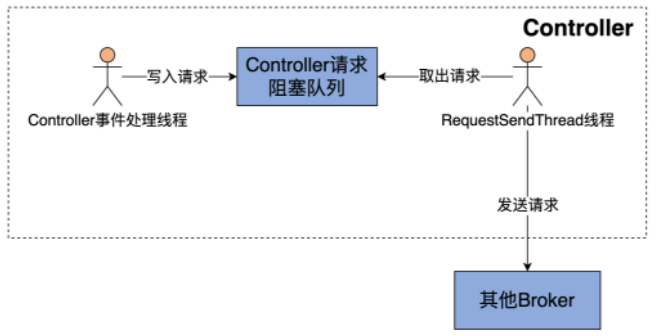 Controller
写入请求
Controller请求
阻塞队列
取出请求
Controller事件处理线程
RequestSendThread线程
发送请求
其他Broker